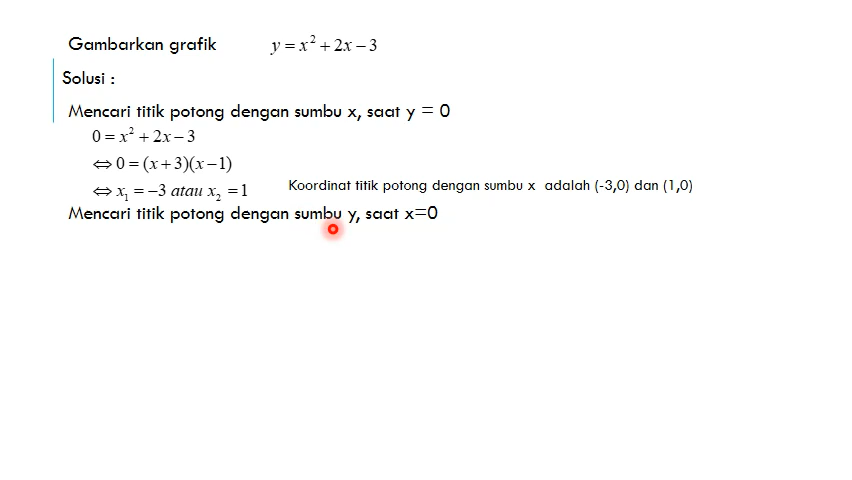 Gambarkan grafik y = x² + 2x − 3
Solusi :
Mencari titik potong dengan sumbu x, saat y = 0
0 = x² + 2x − 3
⇔ 0 = (x + 3)(x − 1)
⇔ x₁ = −3 atau x₂ = 1 Koordinat titik potong dengan sumbu x adalah (-3,0) dan (1,0)
Mencari titik potong dengan sumbu y, saat x=0